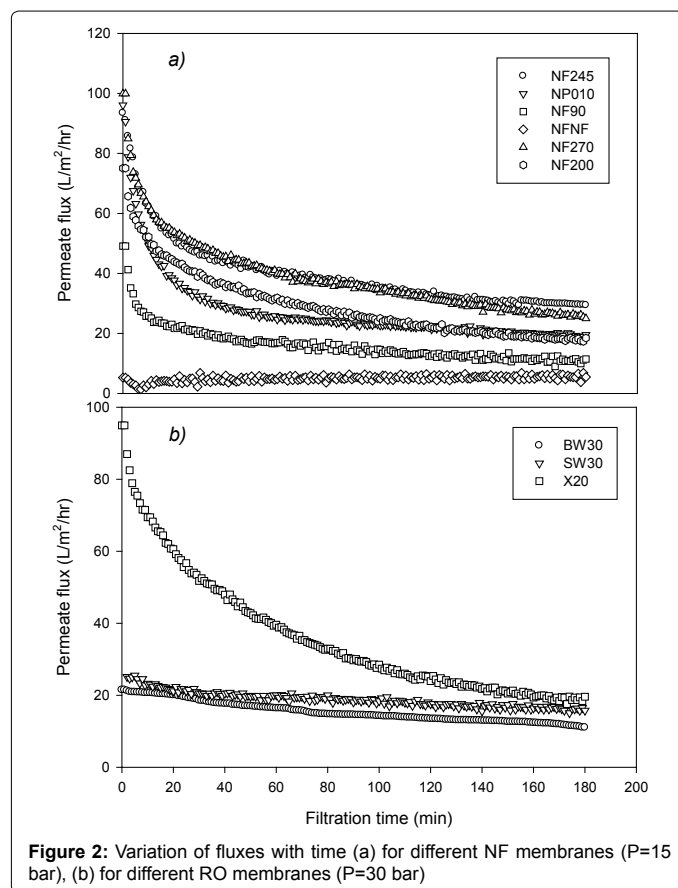 a)
120
100
80
60
40
20
0
Permeate flux (L/m²/hr)
NF245
NP010
NF90
NFNF
NF270
NF200
b)
100
80
60
40
20
0
Permeate flux (L/m²/hr)
BW30
SW30
X20
0 20 40 60 80 100 120 140 160 180 200
Filtration time (min)
Figure 2: Variation of fluxes with time (a) for different NF membranes (P=15
bar), (b) for different RO membranes (P=30 bar)